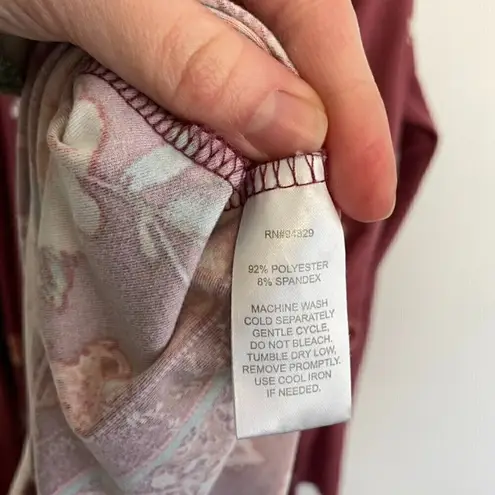 RN#94329
92% POLYESTER
8% SPANDEX
MACHINE WASH
COLD SEPARATELY
GENTLE CYCLE,
DO NOT BLEACH.
TUMBLE DRY LOW,
REMOVE PROMPTLY.
USE COOL IRON
IF NEEDED.